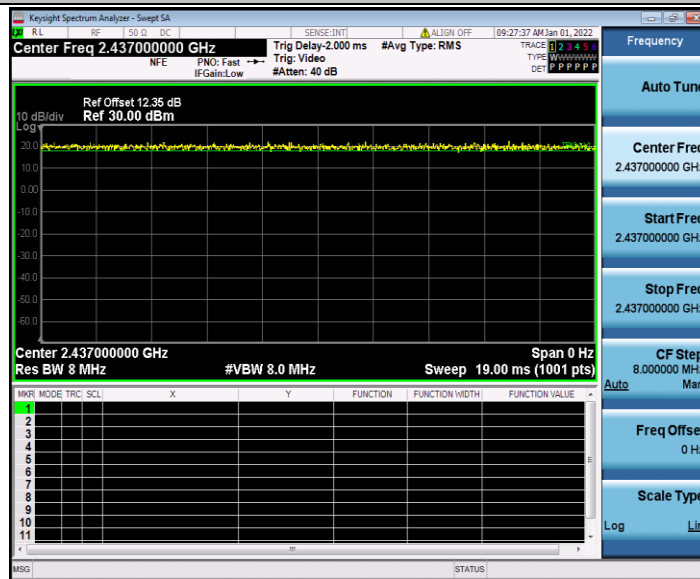 Keysight Spectrum Analyzer - Swept SA
RL RF 50 Ω DC SENSE:INT ALIGN OFF 09:27:37 AM Jan 01, 2022
Center Freq 2.437000000 GHz
NFE PNO: Fast IFGain:Low
Trig Delay-2.000 ms
Trig: Video
#Atten: 40 dB
#Avg Type: RMS
TRACE 1 2 3 4 5 6
TYPE W
DET P P P P P P
Ref Offset 12.35 dB
10 dB/div Ref 30.00 dBm
Log
20.0
10.0
0.00
-10.0
-20.0
-30.0
-40.0
-50.0
-60.0
Center 2.437000000 GHz Span 0 Hz
Res BW 8 MHz #VBW 8.0 MHz Sweep 19.00 ms (1001 pts)
MKR MODE TRC SCL X Y FUNCTION FUNCTION WIDTH FUNCTION VALUE
1
2
3
4
5
6
7
8
9
10
11
MSG STATUS
Frequency
Auto Tune
Center Freq
2.437000000 GHz
Start Freq
2.437000000 GHz
Stop Freq
2.437000000 GHz
CF Step
8.000000 MHz
Auto Man
Freq Offset
0 Hz
Scale Type
Log Lin